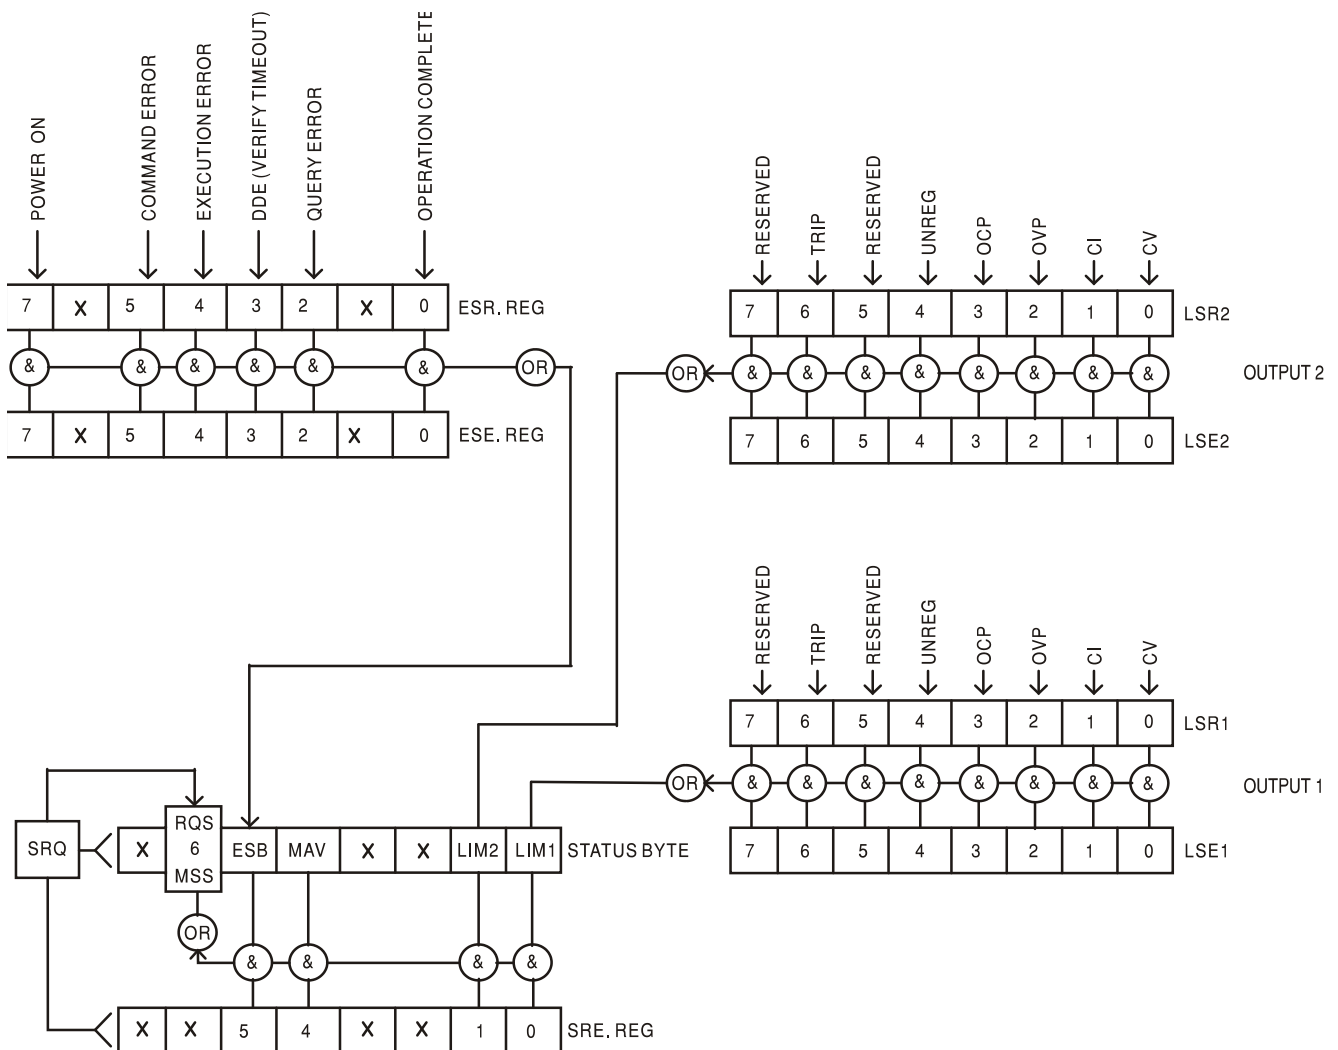 POWER ON
COMMAND ERROR
EXECUTION ERROR
DDE (VERIFY TIMEOUT)
QUERY ERROR
OPERATION COMPLETE
7 X 5 4 3 2 X 0 ESR. REG
& & & & & & OR
7 X 5 4 3 2 X 0 ESE. REG
RESERVED
TRIP
RESERVED
UNREG
OCP
OVP
CI
CV
7 6 5 4 3 2 1 0 LSR2
OR & & & & & & & & OUTPUT 2
7 6 5 4 3 2 1 0 LSE2
RESERVED
TRIP
RESERVED
UNREG
OCP
OVP
CI
CV
7 6 5 4 3 2 1 0 LSR1
OR & & & & & & & & OUTPUT 1
7 6 5 4 3 2 1 0 LSE1
SRQ
X
RQS
6
MSS
ESB MAV X X LIM2 LIM1 STATUS BYTE
OR
& & & &
X X 5 4 X X 1 0 SRE. REG